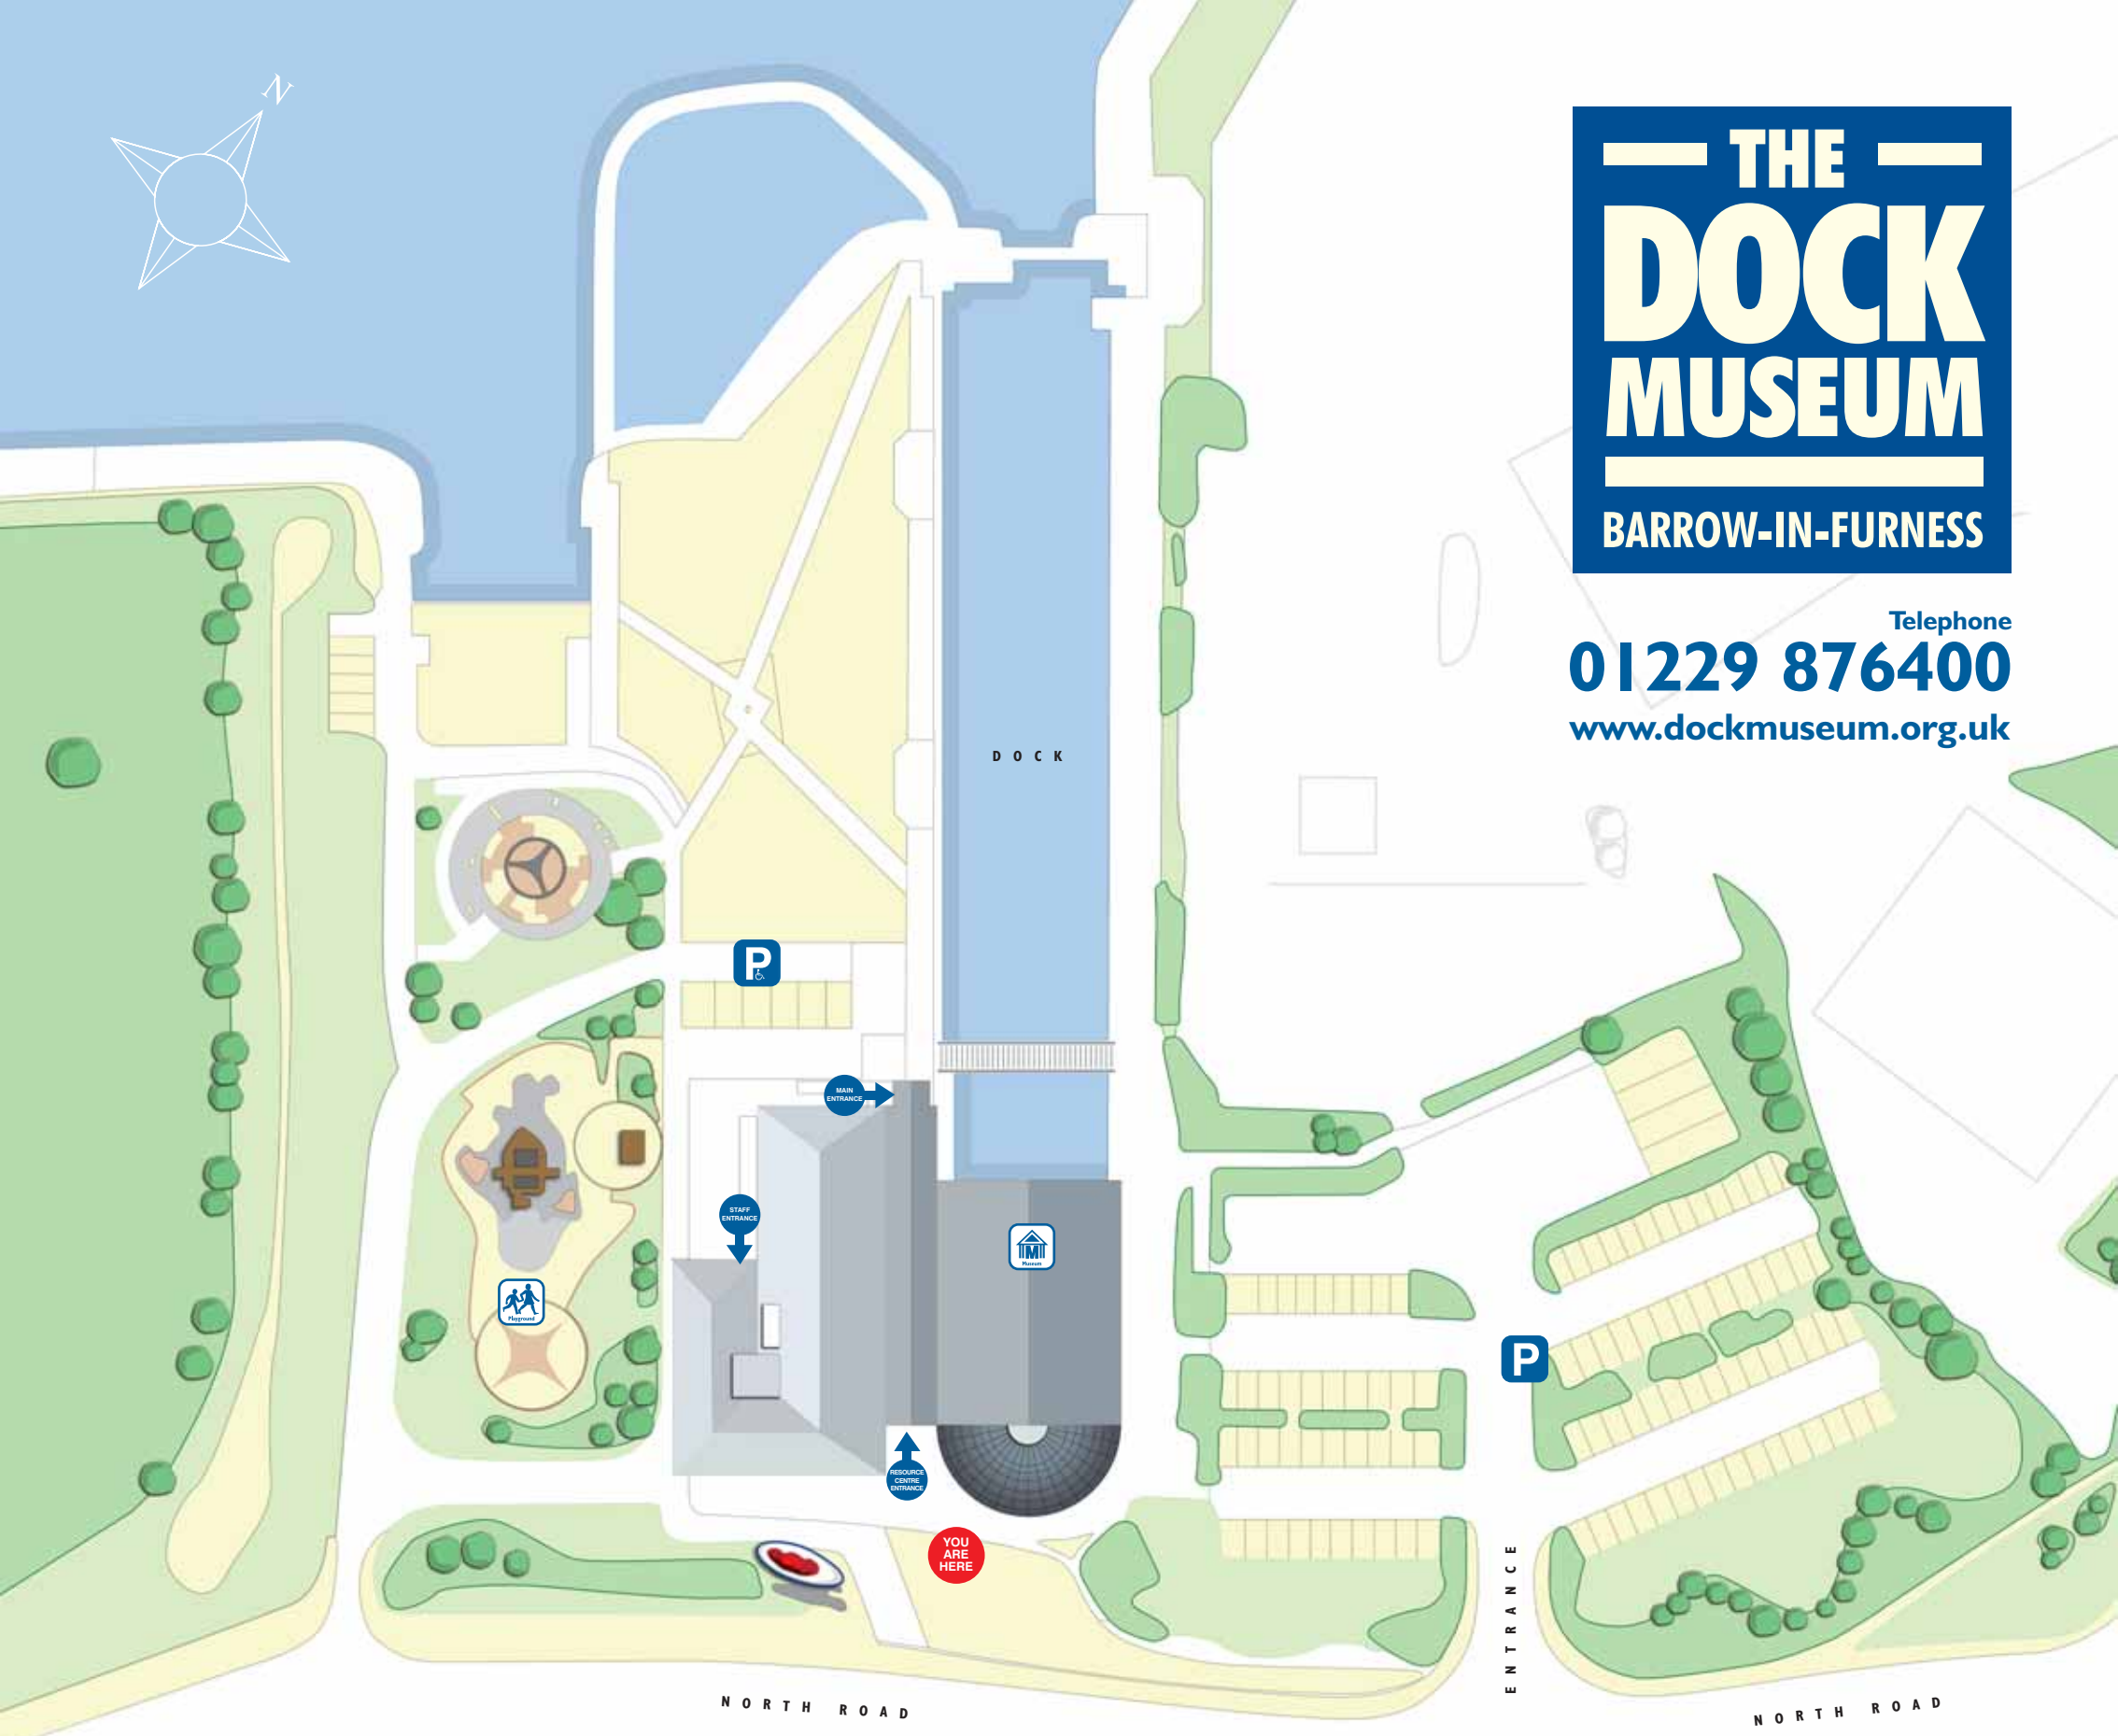 N
THE
DOCK
MUSEUM
BARROW-IN-FURNESS
Telephone
01229 876400
www.dockmuseum.org.uk
DOCK
P
MAIN
ENTRANCE
STAFF
ENTRANCE
M
Museum
Playground
P
RESOURCE
CENTRE
ENTRANCE
YOU
ARE
HERE
ENTRANCE
NORTH ROAD
NORTH ROAD